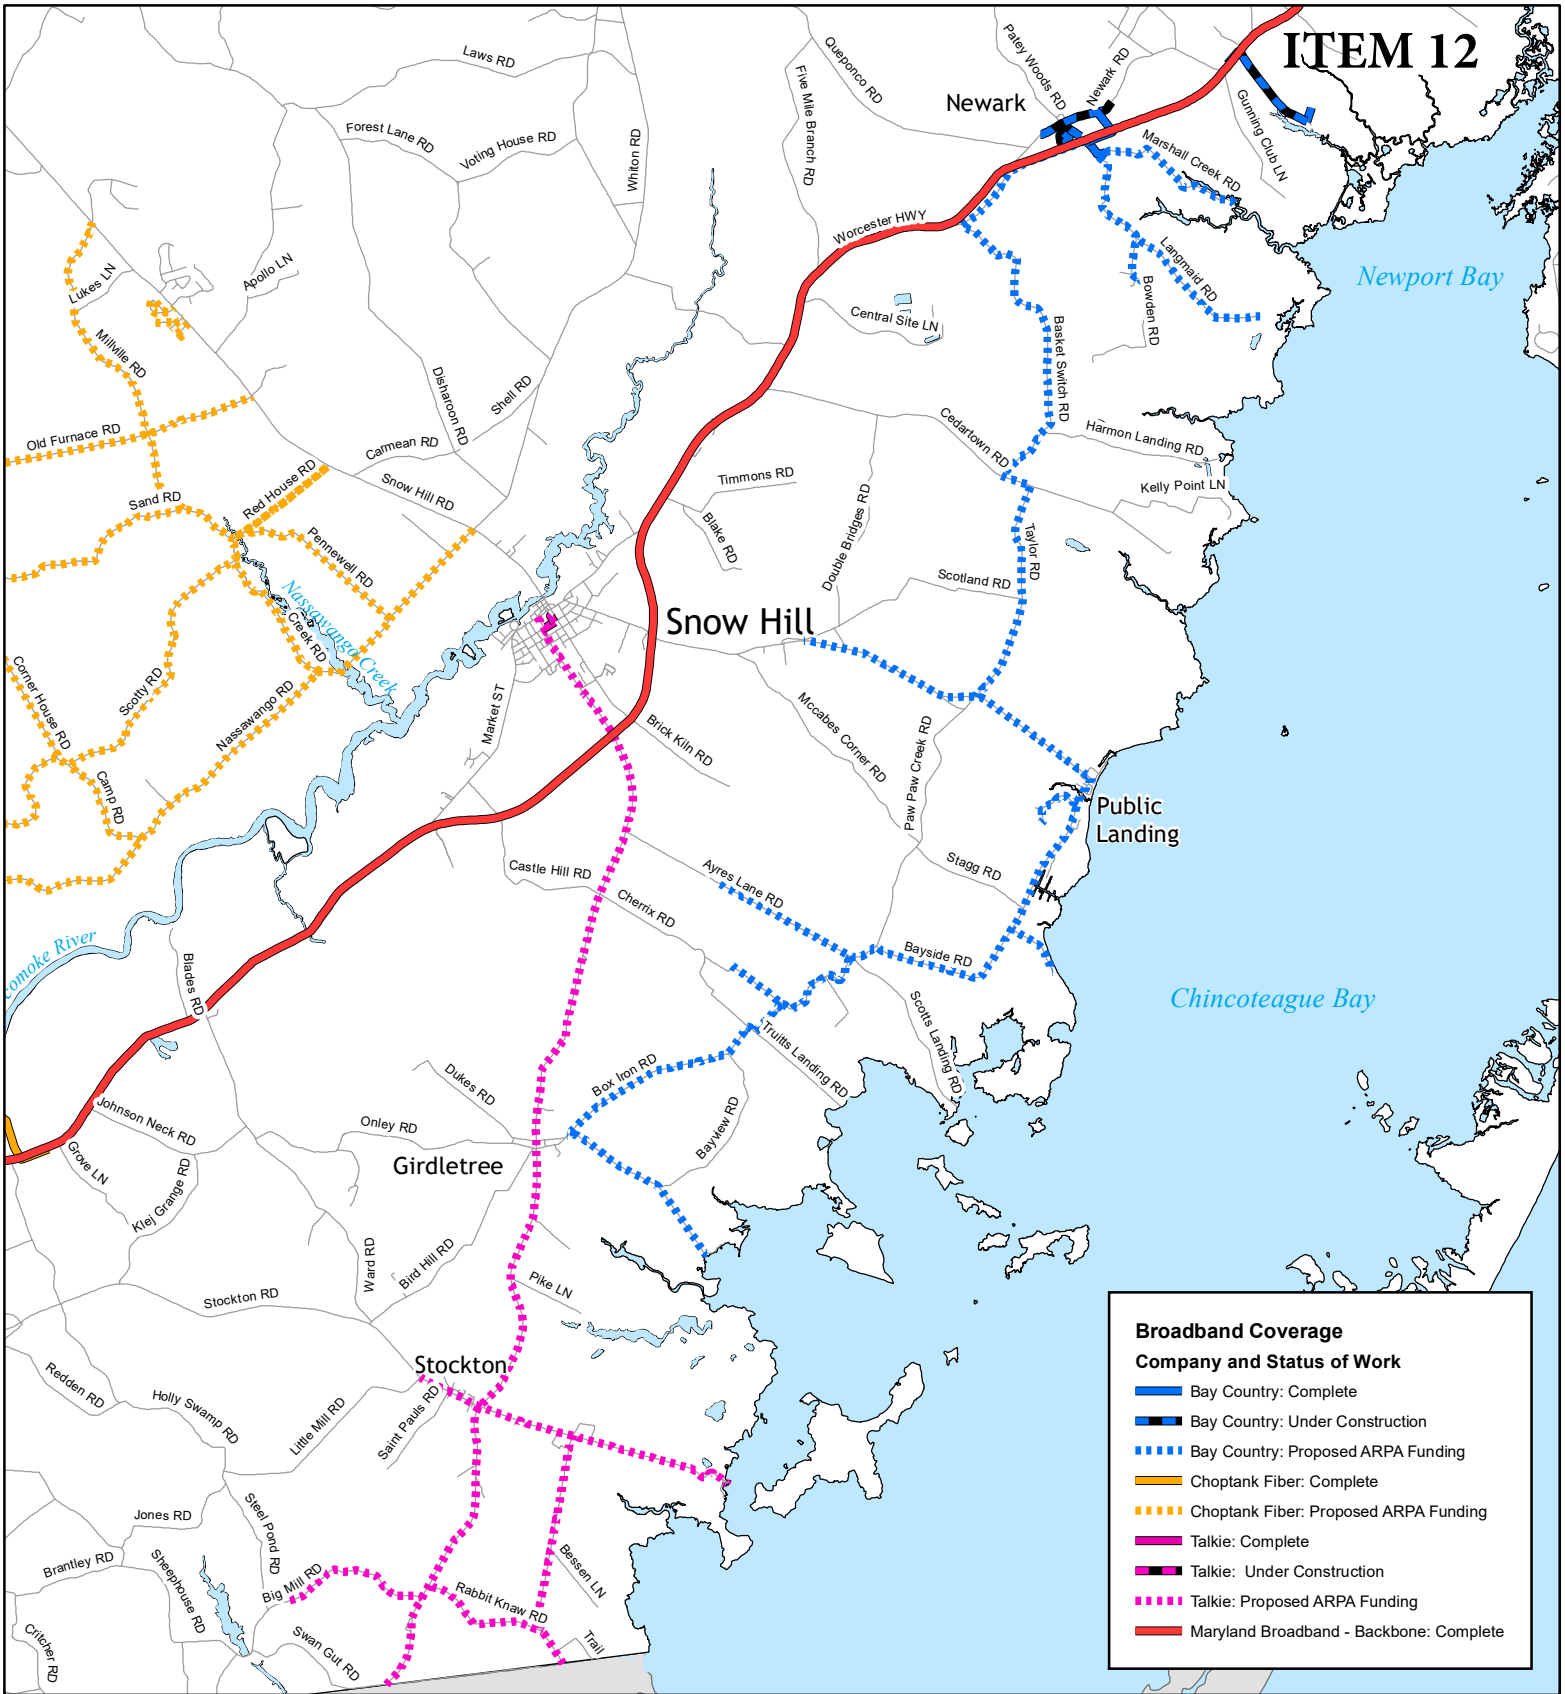 ITEM 12
Laws RD
Queponco RD
Patey Woods RD
Newark RD
Newark
Five Mile Branch RD
Gunning Club LN
Forest Lane RD
Voting House RD
Whiton RD
Marshall Creek RD
Worcester HWY
Lukes LN
Apollo LN
Langmaid RD
Newport Bay
Bowden RD
Central Site LN
Millville RD
Basket Switch RD
Disharoon RD
Shell RD
Old Furnace RD
Carmean RD
Cedartown RD
Harmon Landing RD
Red House RD
Snow Hill RD
Timmons RD
Kelly Point LN
Sand RD
Blake RD
Double Bridges RD
Taylor RD
Pennewell RD
Scotland RD
Nassawango Creek
Creek RD
Snow Hill
Corner House RD
Scotty RD
Nassawango RD
Market ST
Brick Kiln RD
Mccabes Corner RD
Paw Paw Creek RD
Camp RD
Public
Landing
Castle Hill RD
Ayres Lane RD
Stagg RD
Cherrix RD
comoke River
Blades RD
Bayside RD
Scotts Landing RD
Chincoteague Bay
Truitts Landing RD
Box Iron RD
Dukes RD
Johnson Neck RD
Onley RD
Bayview RD
Grove LN
Girdletree
Klej Grange RD
Ward RD
Bird Hill RD
Pike LN
Stockton RD
Stockton
Redden RD
Holly Swamp RD
Little Mill RD
Saint Pauls RD
Steel Pond RD
Jones RD
Brantley RD
Sheephouse RD
Big Mill RD
Rabbit Knaw RD
Bessen LN
Critcher RD
Swan Gut RD
Trail
Broadband Coverage
Company and Status of Work
Bay Country: Complete
Bay Country: Under Construction
Bay Country: Proposed ARPA Funding
Choptank Fiber: Complete
Choptank Fiber: Proposed ARPA Funding
Talkie: Complete
Talkie: Under Construction
Talkie: Proposed ARPA Funding
Maryland Broadband - Backbone: Complete